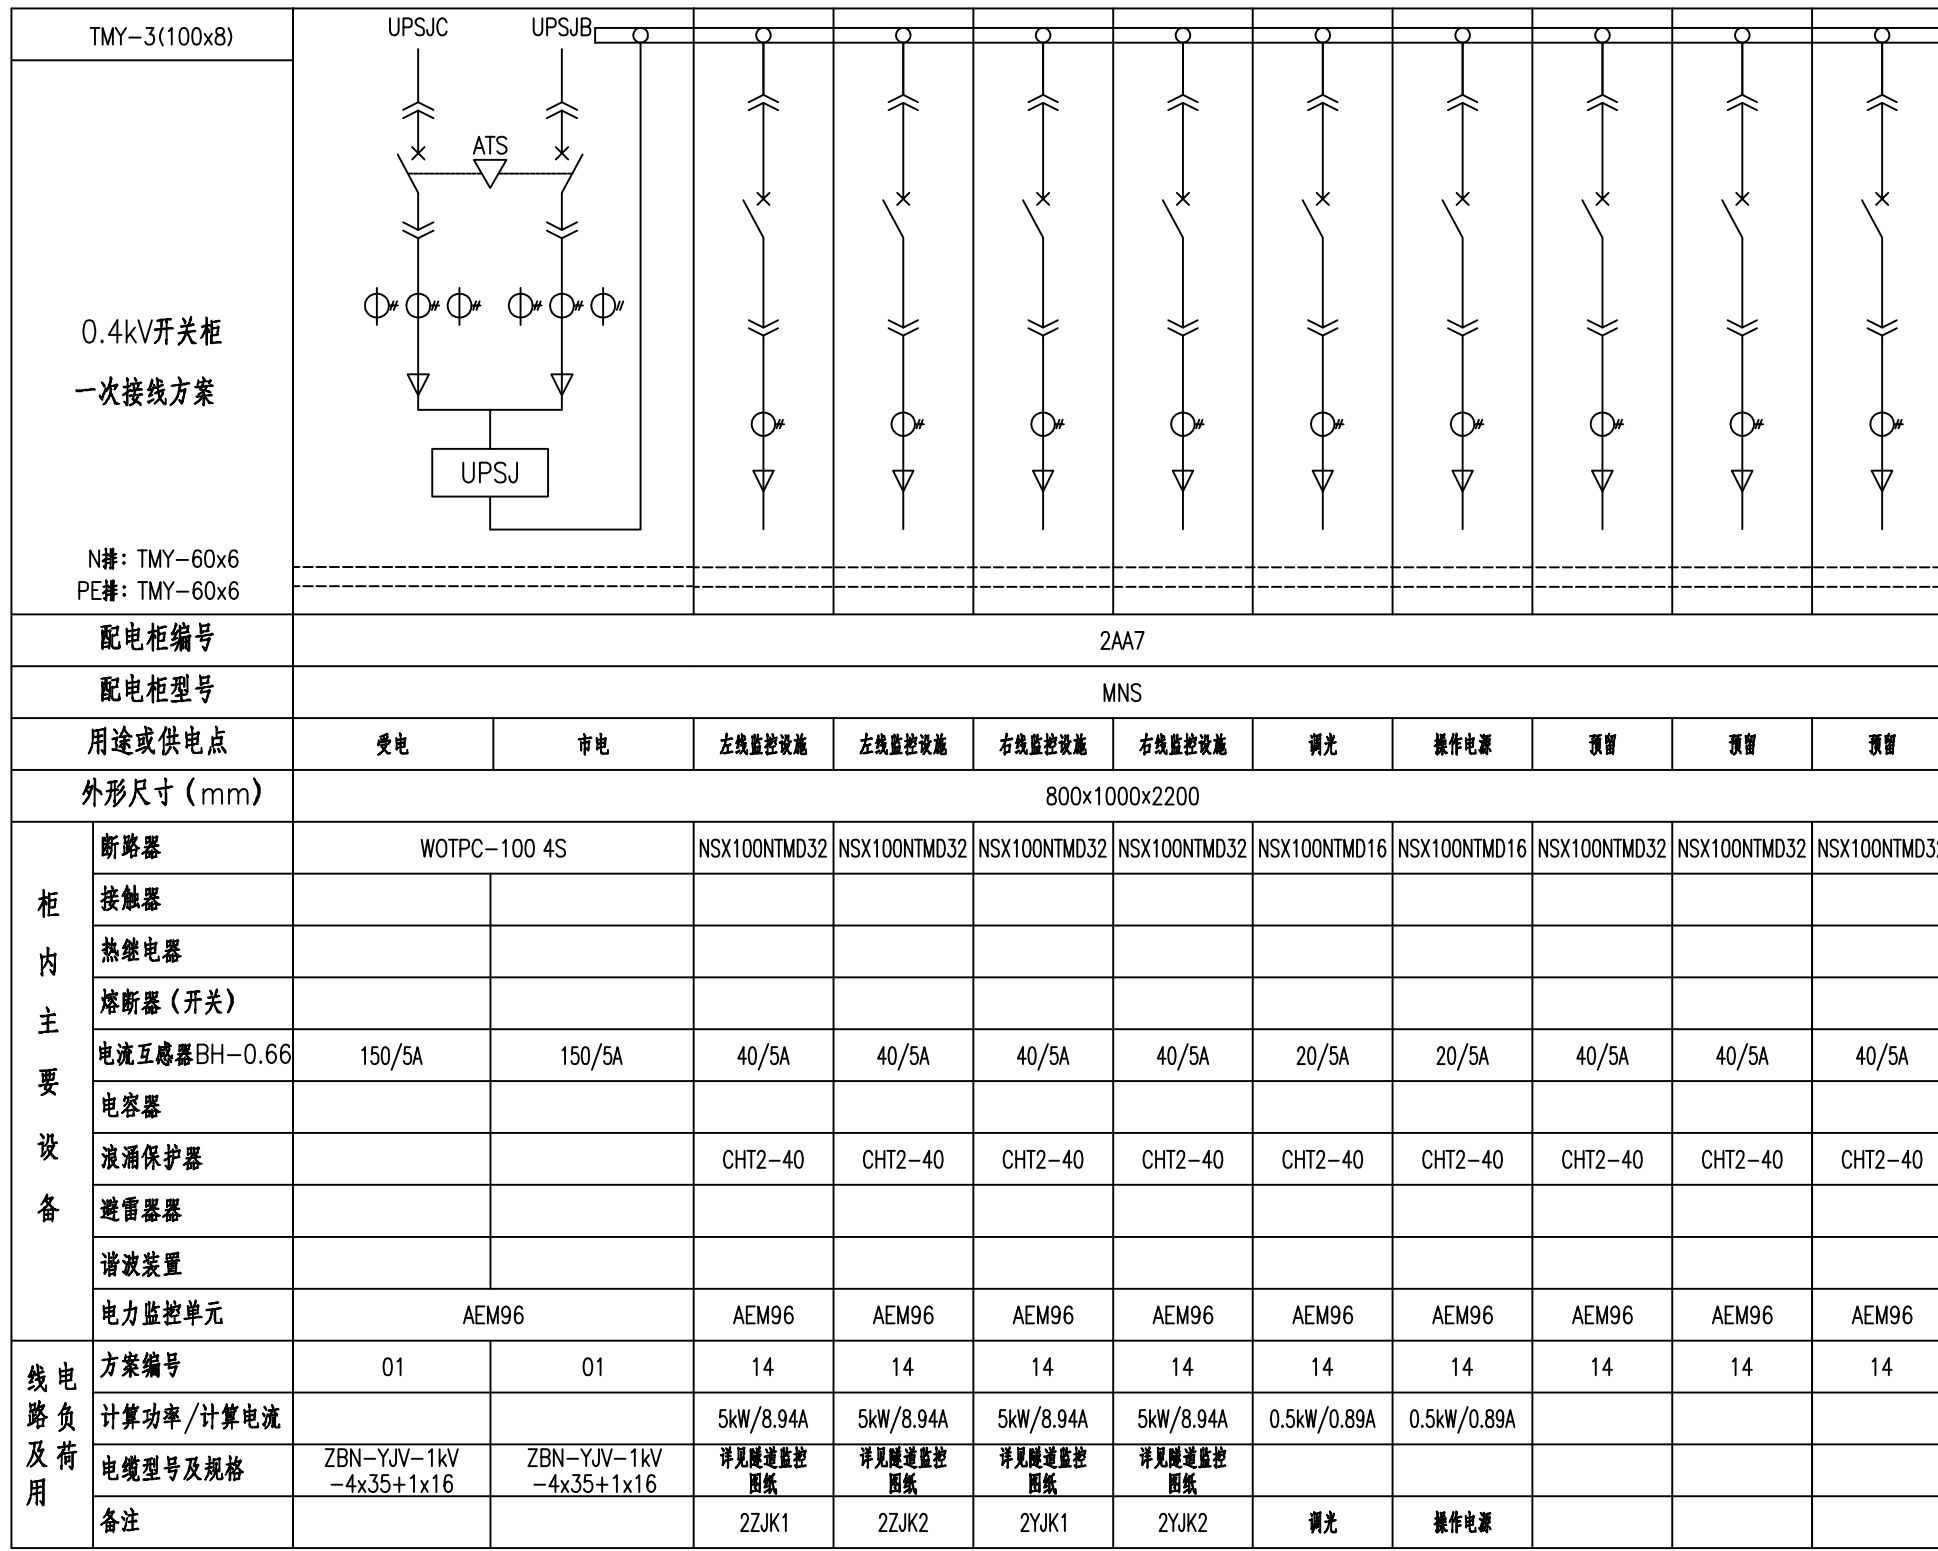 TMY-3(100x8)
UPSJC
UPSJB
ATS
UPSJ
0.4kV开关柜
一次接线方案
N排: TMY-60x6
PE排: TMY-60x6
配电柜编号 2AA7
配电柜型号 MNS
用途或供电点 受电 市电 左线监控设施 左线监控设施 右线监控设施 右线监控设施 调光 操作电源 预留 预留 预留
外形尺寸(mm) 800x1000x2200
柜内主要设备
断路器 WOTPC-100 4S NSX100NTMD32 NSX100NTMD32 NSX100NTMD32 NSX100NTMD32 NSX100NTMD16 NSX100NTMD16 NSX100NTMD32 NSX100NTMD32 NSX100NTMD32
接触器
热继电器
熔断器(开关)
电流互感器BH-0.66 150/5A 150/5A 40/5A 40/5A 40/5A 40/5A 20/5A 20/5A 40/5A 40/5A 40/5A
电容器
浪涌保护器 CHT2-40 CHT2-40 CHT2-40 CHT2-40 CHT2-40 CHT2-40 CHT2-40 CHT2-40 CHT2-40
避雷器器
谐波装置
电力监控单元 AEM96 AEM96 AEM96 AEM96 AEM96 AEM96 AEM96 AEM96 AEM96 AEM96
线路及用电负荷
方案编号 01 01 14 14 14 14 14 14 14 14 14
计算功率/计算电流 5kW/8.94A 5kW/8.94A 5kW/8.94A 5kW/8.94A 0.5kW/0.89A 0.5kW/0.89A
电缆型号及规格 ZBN-YJV-1kV ZBN-YJV-1kV 详见隧道监控 详见隧道监控 详见隧道监控 详见隧道监控
-4x35+1x16 -4x35+1x16 图纸 图纸 图纸 图纸
备注 2ZJK1 2ZJK2 2YJK1 2YJK2 调光 操作电源